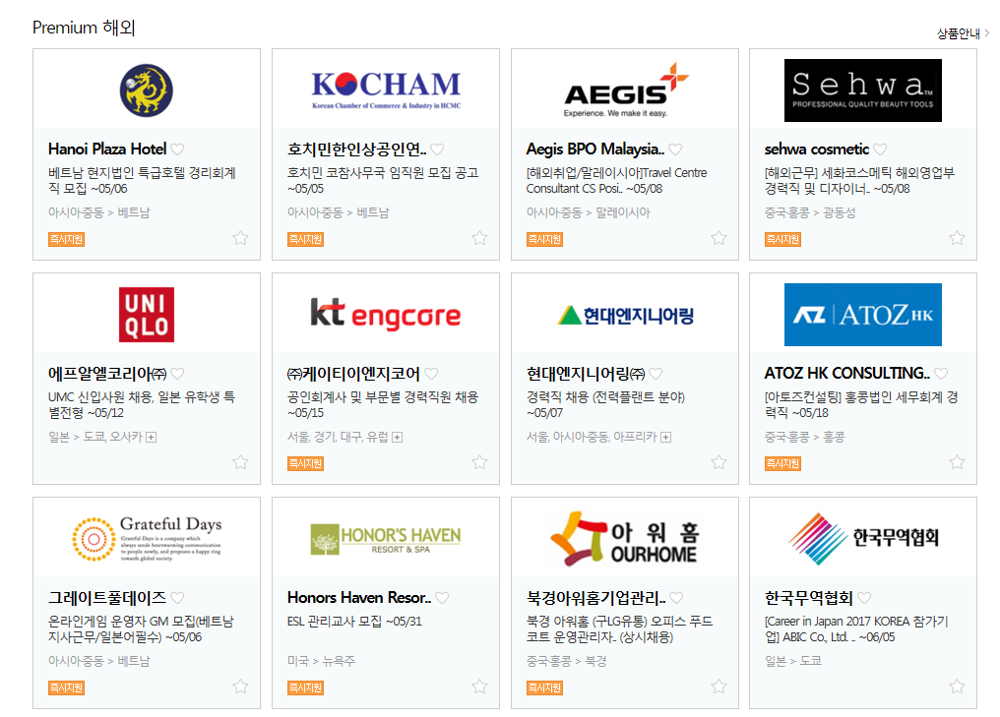 Premium 해외
상품안내 >
Hanoi Plaza Hotel ♡
베트남 현지법인 특급호텔 경리회계
직 모집 ~05/06
아시아·중동 > 베트남
즉시지원
KOCHAM
Korean Chamber of Commerce & Industry in HCMC
호치민한인상공인연.. ♡
호치민 코참사무국 임직원 모집 공고
~05/05
아시아·중동 > 베트남
즉시지원
AEGIS
Experience. We make it easy.
Aegis BPO Malaysia.. ♡
[해외취업/말레이시아]Travel Centre
Consultant CS Posi.. ~05/08
아시아·중동 > 말레이시아
즉시지원
Sehwa TM
PROFESSIONAL QUALITY BEAUTY TOOLS
sehwa cosmetic ♡
[해외근무] 세화코스메틱 해외영업부
경력직 및 디자이너.. ~05/08
중국·홍콩 > 광동성
즉시지원
UNI
QLO
에프알엘코리아㈜ ♡
UMC 신입사원 채용, 일본 유학생 특
별전형 ~05/12
일본 > 도쿄, 오사카 +
kt engcore
㈜케이티이엔지코어 ♡
공인회계사 및 부문별 경력직원 채용
~05/15
서울, 경기, 대구, 유럽 +
즉시지원
현대엔지니어링
현대엔지니어링㈜ ♡
경력직 채용 (전력플랜트 분야)
~05/07
서울, 아시아·중동, 아프리카 +
AZ | ATOZ HK
ATOZ HK CONSULTING.. ♡
[아토즈컨설팅] 홍콩법인 세무회계 경
력직 ~05/18
중국·홍콩 > 홍콩
즉시지원
Grateful Days
Grateful Days is a company which
always sends heartwarming communication
to people newly, and proposes a happy ring
towards global society.
그레이트풀데이즈 ♡
온라인게임 운영자 GM 모집(베트남
지사근무/일본어필수) ~05/06
아시아·중동 > 베트남
즉시지원
HONOR'S HAVEN
RESORT & SPA
Honors Haven Resor.. ♡
ESL 관리교사 모집 ~05/31
미국 > 뉴욕주
즉시지원
아워홈
OURHOME
북경아워홈기업관리.. ♡
북경 아워홈 (구LG유통) 오피스 푸드
코트 운영관리자.. (상시채용)
중국·홍콩 > 북경
즉시지원
한국무역협회
한국무역협회 ♡
[Career in Japan 2017 KOREA 참가기
업] ABIC Co., Ltd. .. ~06/05
일본 > 도쿄